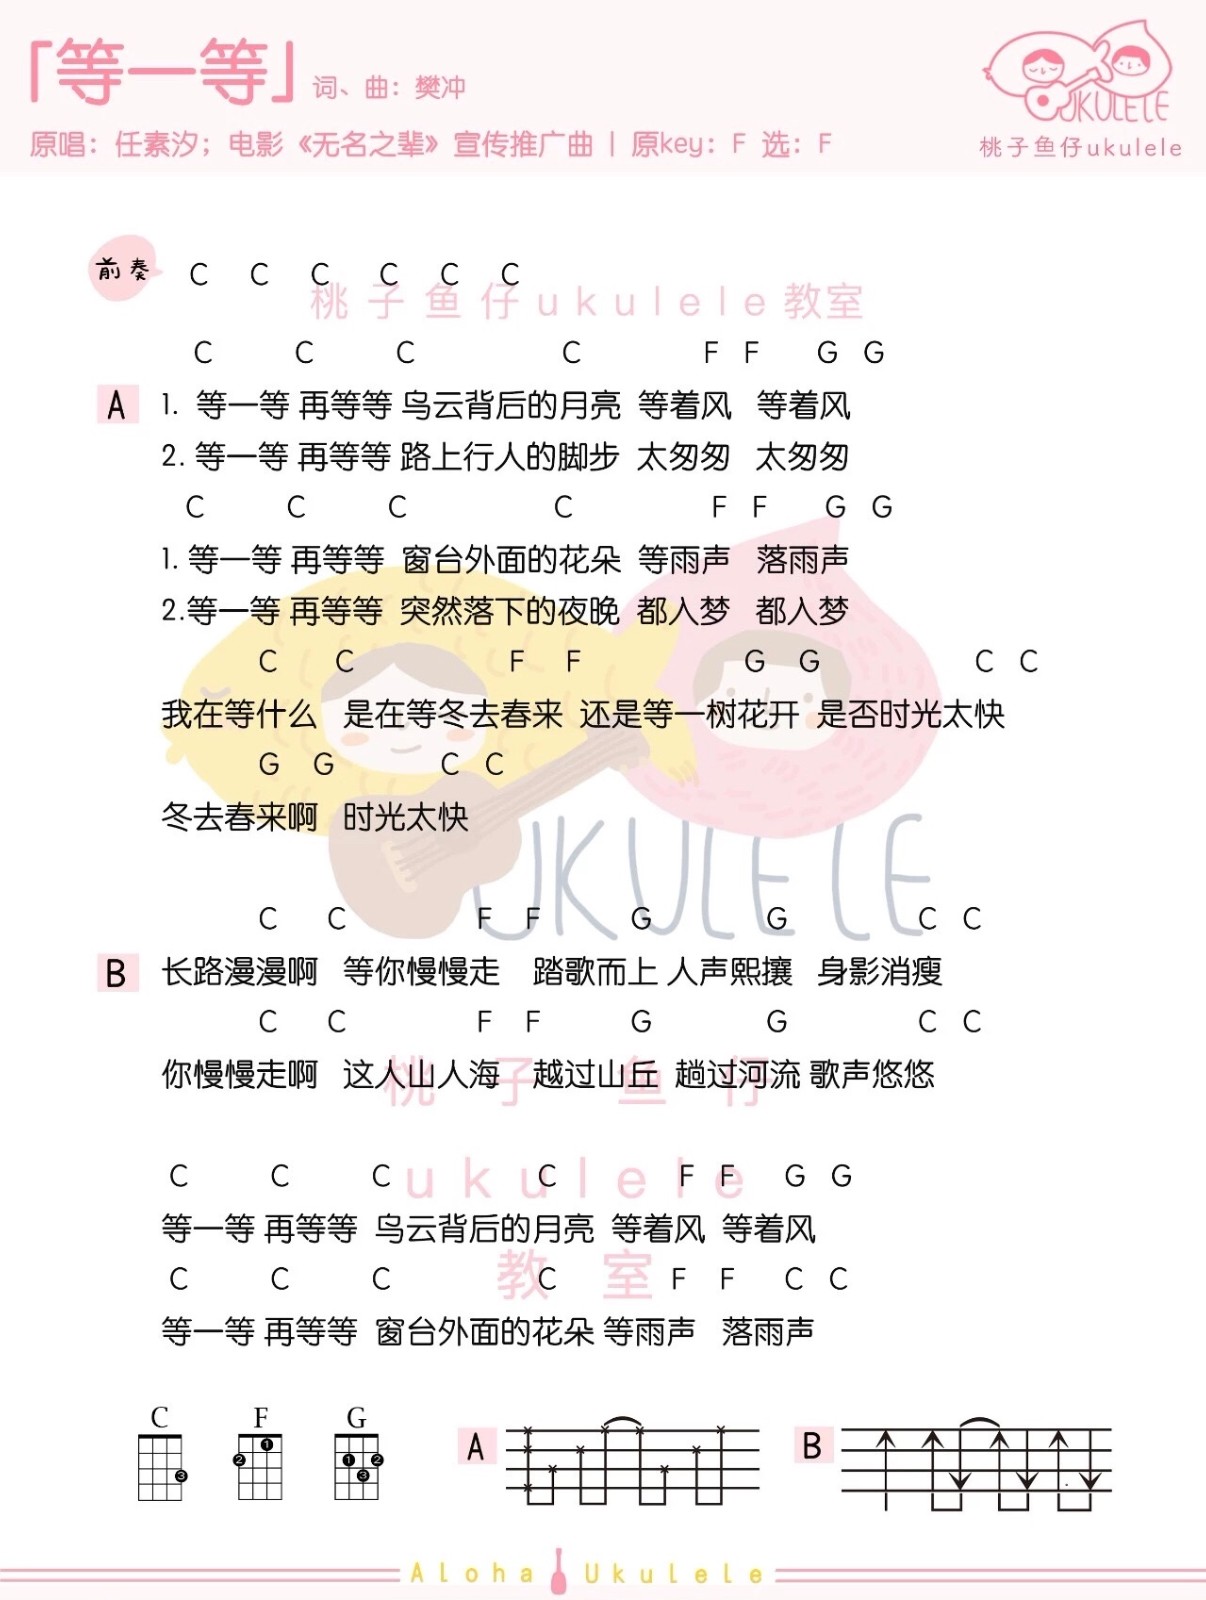 「等一等」 词、曲：樊冲
原唱：任素汐；电影《无名之辈》宣传推广曲 | 原key：F 选：F
UKULELE
桃子鱼仔ukulele
前奏 C C C C C C
桃子鱼仔ukulele教室
C C C C F F G G
A 1. 等一等 再等等 乌云背后的月亮 等着风 等着风
2. 等一等 再等等 路上行人的脚步 太匆匆 太匆匆
C C C C F F G G
1. 等一等 再等等 窗台外面的花朵 等雨声 落雨声
2.等一等 再等等 突然落下的夜晚 都入梦 都入梦
C C F F G G C C
我在等什么 是在等冬去春来 还是等一树花开 是否时光太快
G G C C
冬去春来啊 时光太快
UKULELE
C C F F G G C C
B 长路漫漫啊 等你慢慢走 踏歌而上 人声熙攘 身影消瘦
C C F F G G C C
你慢慢走啊 这人山人海 越过山丘 趟过河流 歌声悠悠
桃子鱼仔
C C C C F F G G
ukulele
等一等 再等等 乌云背后的月亮 等着风 等着风
教室
C C C C F F C C
等一等 再等等 窗台外面的花朵 等雨声 落雨声
C F G A B
3 2 1 1 2 3
Aloha Ukulele